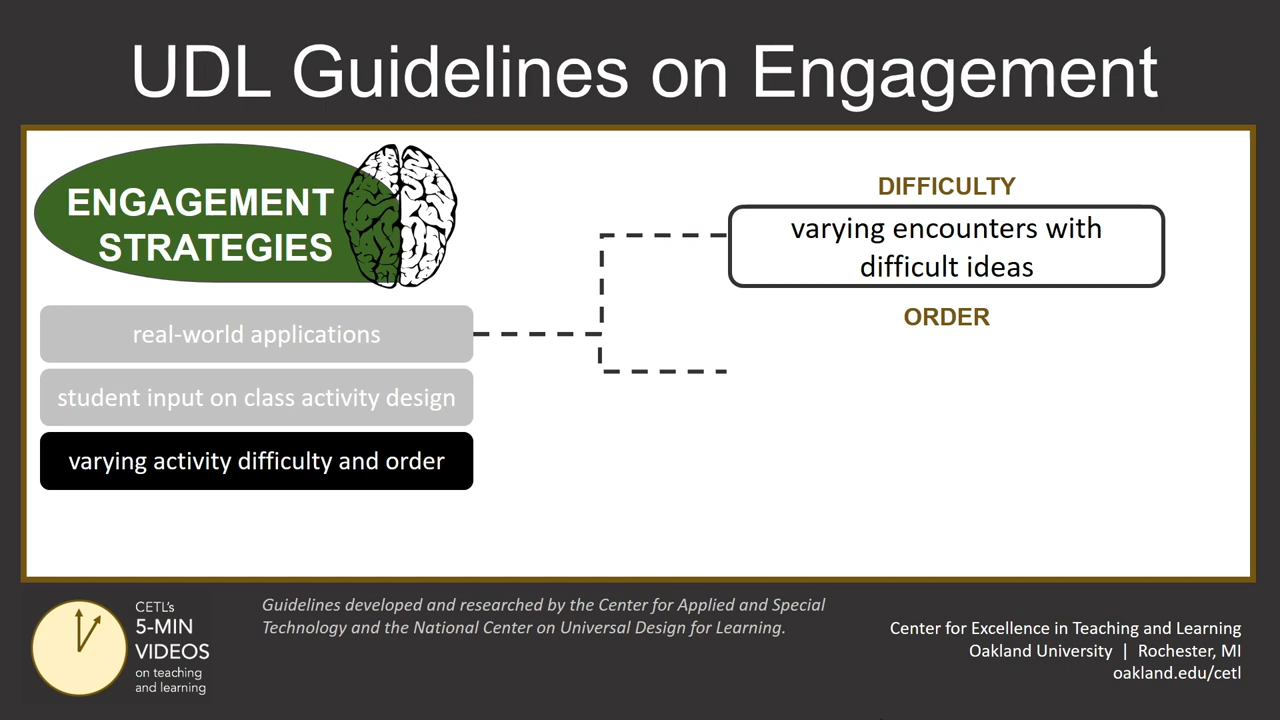 UDL Guidelines on Engagement
ENGAGEMENT
STRATEGIES
real-world applications
student input on class activity design
varying activity difficulty and order
DIFFICULTY
varying encounters with
difficult ideas
ORDER
CETL's
5-MIN
VIDEOS
on teaching
and learning
Guidelines developed and researched by the Center for Applied and Special
Technology and the National Center on Universal Design for Learning.
Center for Excellence in Teaching and Learning
Oakland University | Rochester, MI
oakland.edu/cetl